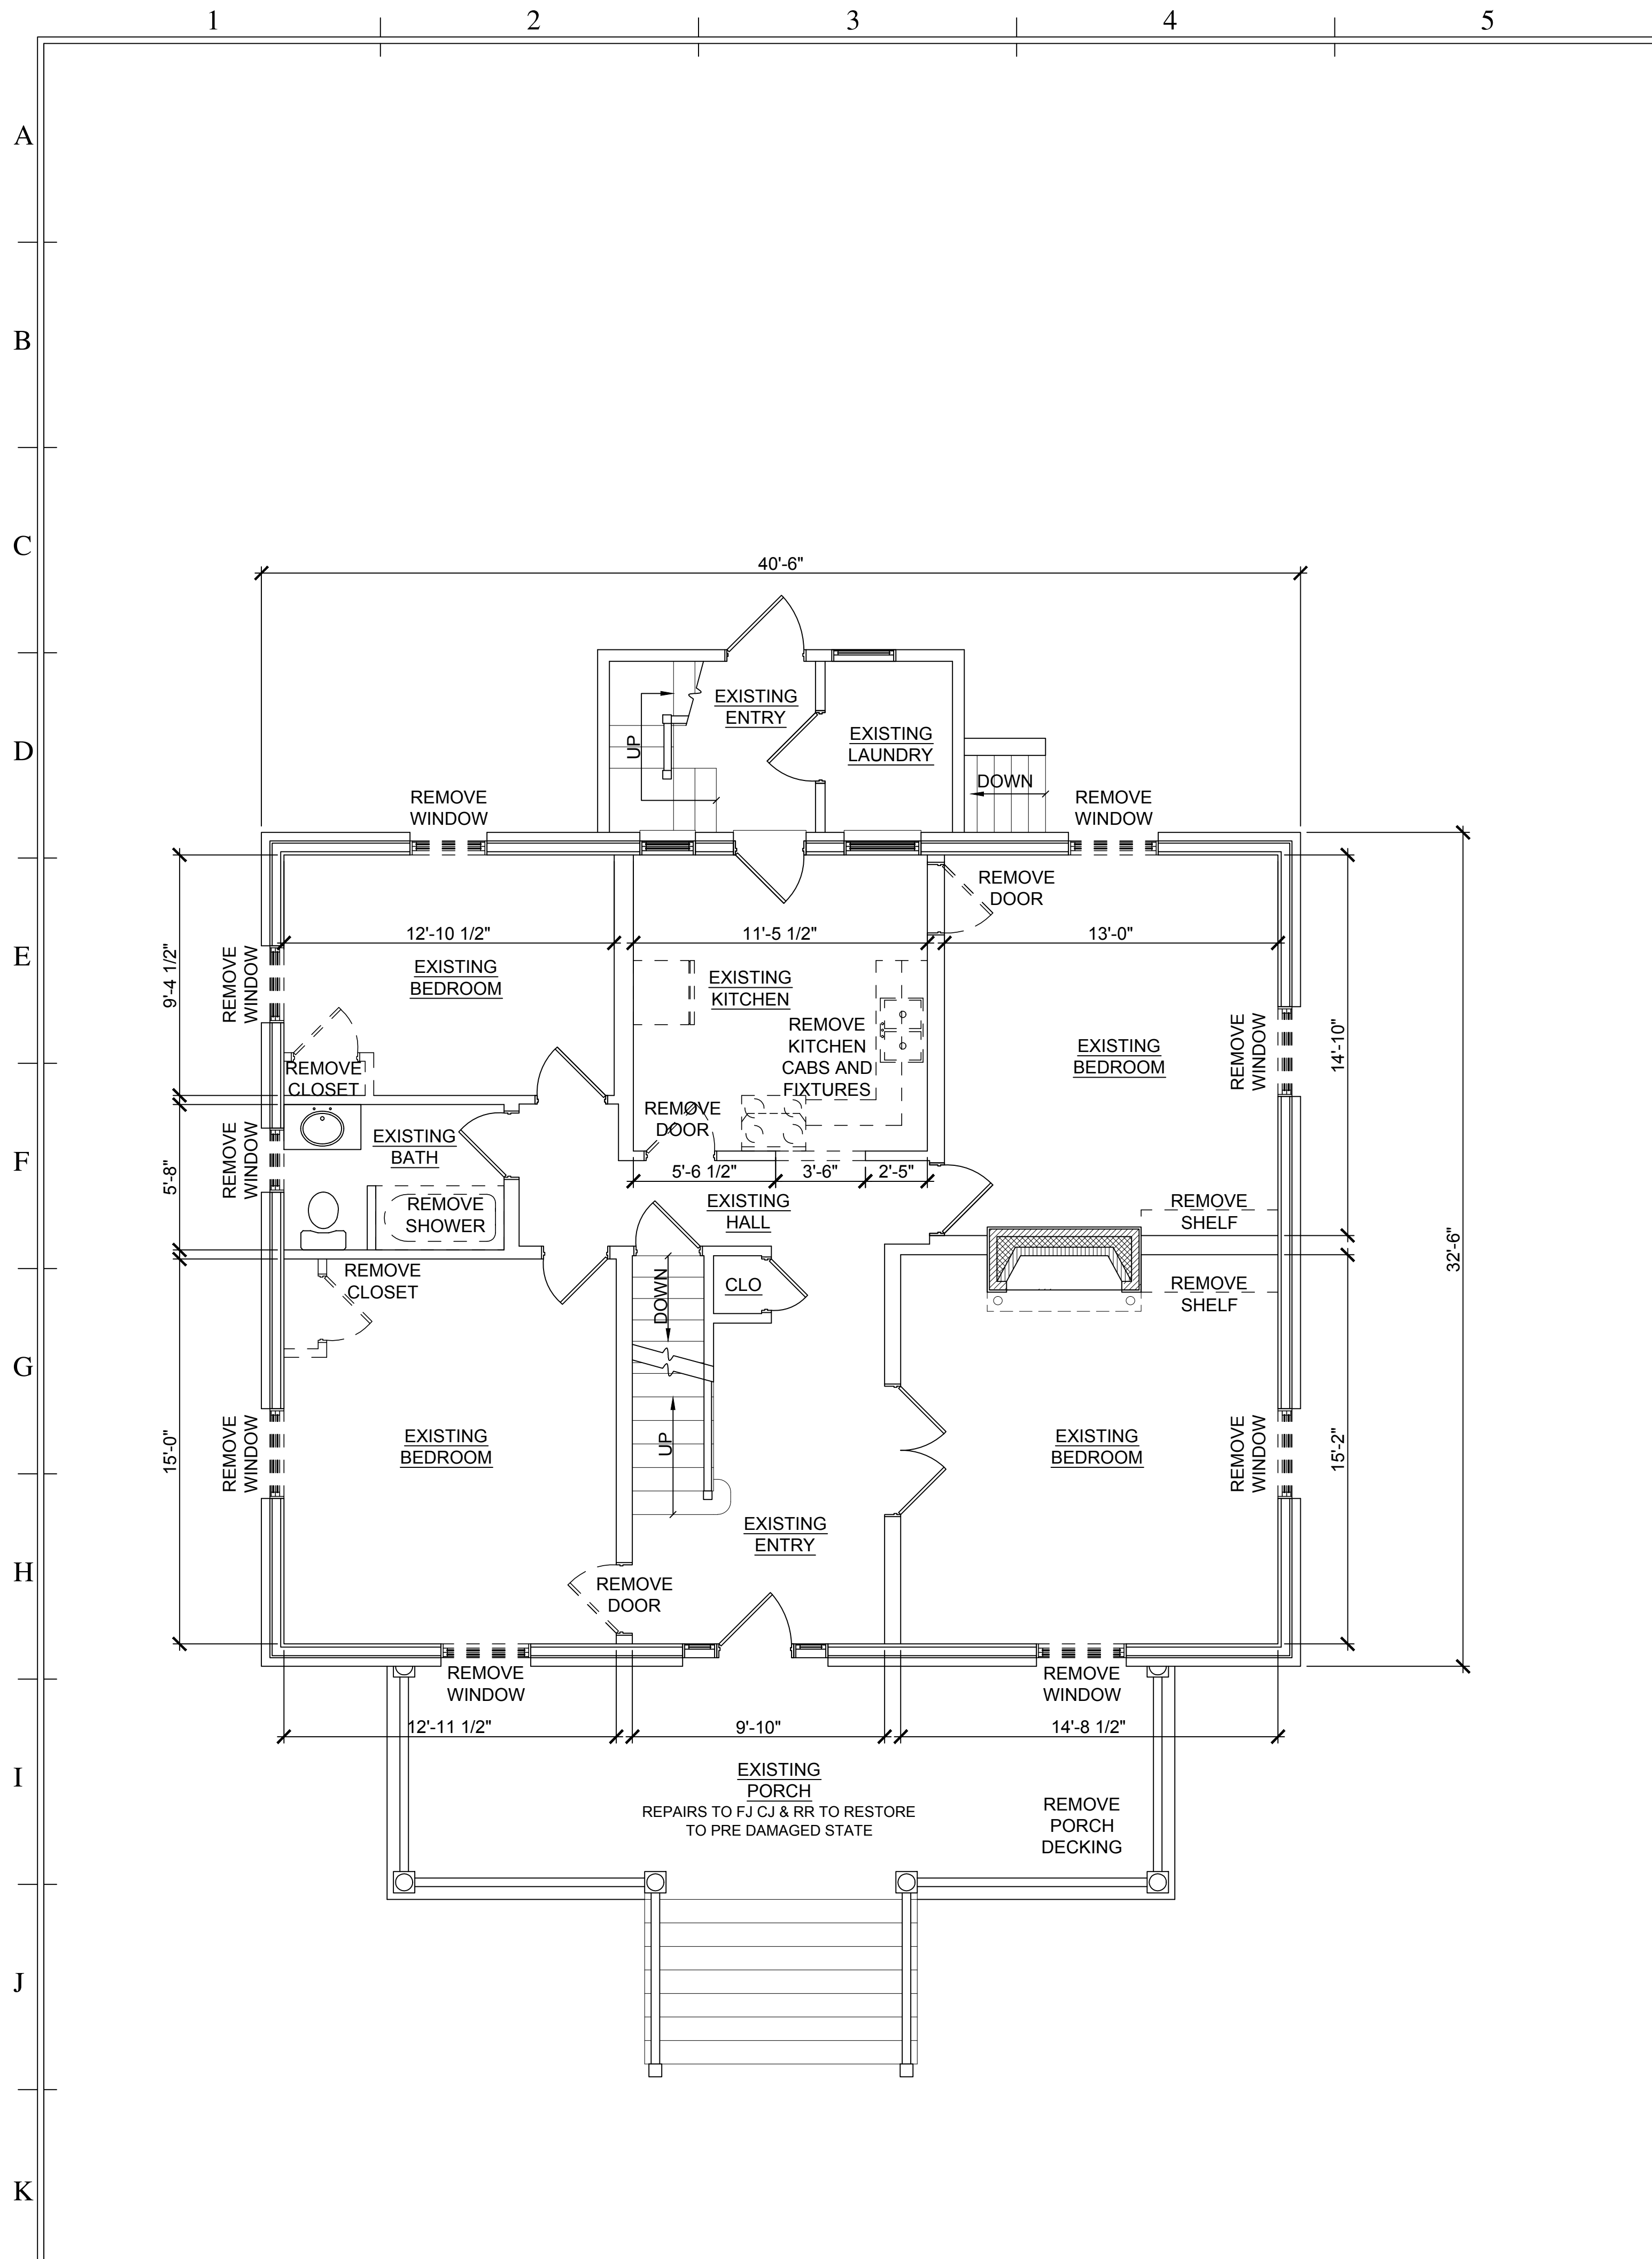 1 2 3 4 5
A
B
C
40'-6"
EXISTING
ENTRY
EXISTING
LAUNDRY
D
UP
DOWN
REMOVE
WINDOW
REMOVE
WINDOW
REMOVE
DOOR
12'-10 1/2"
11'-5 1/2"
13'-0"
E
9'-4 1/2"
REMOVE
WINDOW
EXISTING
BEDROOM
EXISTING
KITCHEN
REMOVE
KITCHEN
CABS AND
FIXTURES
EXISTING
BEDROOM
REMOVE
WINDOW
14'-10"
REMOVE
CLOSET
REMOVE
DOOR
F
5'-8"
REMOVE
WINDOW
EXISTING
BATH
5'-6 1/2"
3'-6"
2'-5"
REMOVE
SHOWER
EXISTING
HALL
REMOVE
SHELF
32'-6"
REMOVE
CLOSET
DOWN
CLO
REMOVE
SHELF
G
15'-0"
REMOVE
WINDOW
EXISTING
BEDROOM
UP
EXISTING
BEDROOM
REMOVE
WINDOW
15'-2"
EXISTING
ENTRY
H
REMOVE
DOOR
REMOVE
WINDOW
REMOVE
WINDOW
12'-11 1/2"
9'-10"
14'-8 1/2"
I
EXISTING
PORCH
REPAIRS TO FJ CJ & RR TO RESTORE
TO PRE DAMAGED STATE
REMOVE
PORCH
DECKING
J
K